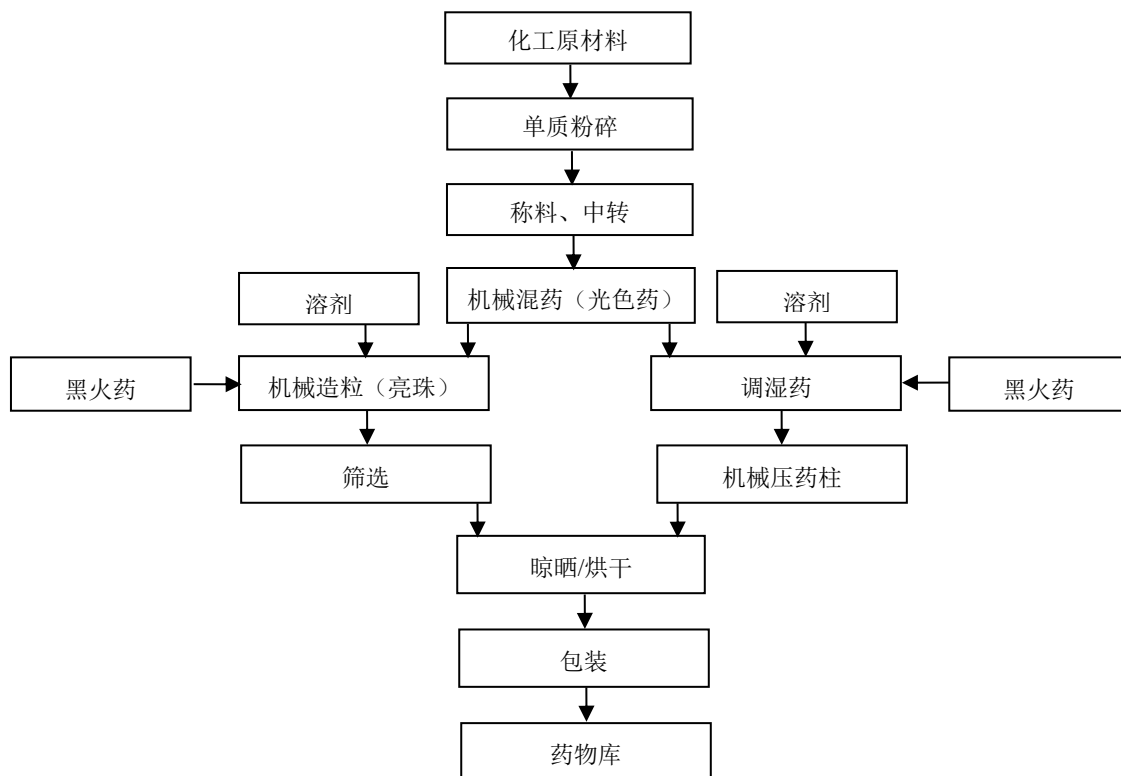 化工原材料
单质粉碎
称料、中转
溶剂
机械混药（光色药）
溶剂
黑火药
机械造粒（亮珠）
调湿药
黑火药
筛选
机械压药柱
晾晒/烘干
包装
药物库